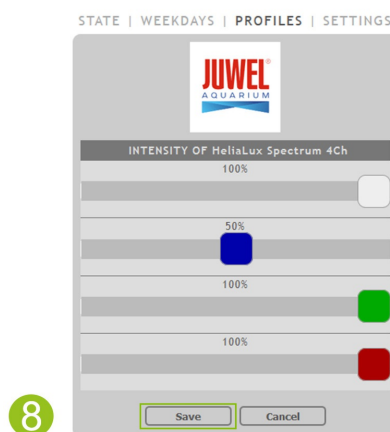 STATE | WEEKDAYS | PROFILES | SETTINGS
JUWEL®
AQUARIUM
INTENSITY OF HeliaLux Spectrum 4Ch
100%
50%
100%
100%
8
Save Cancel